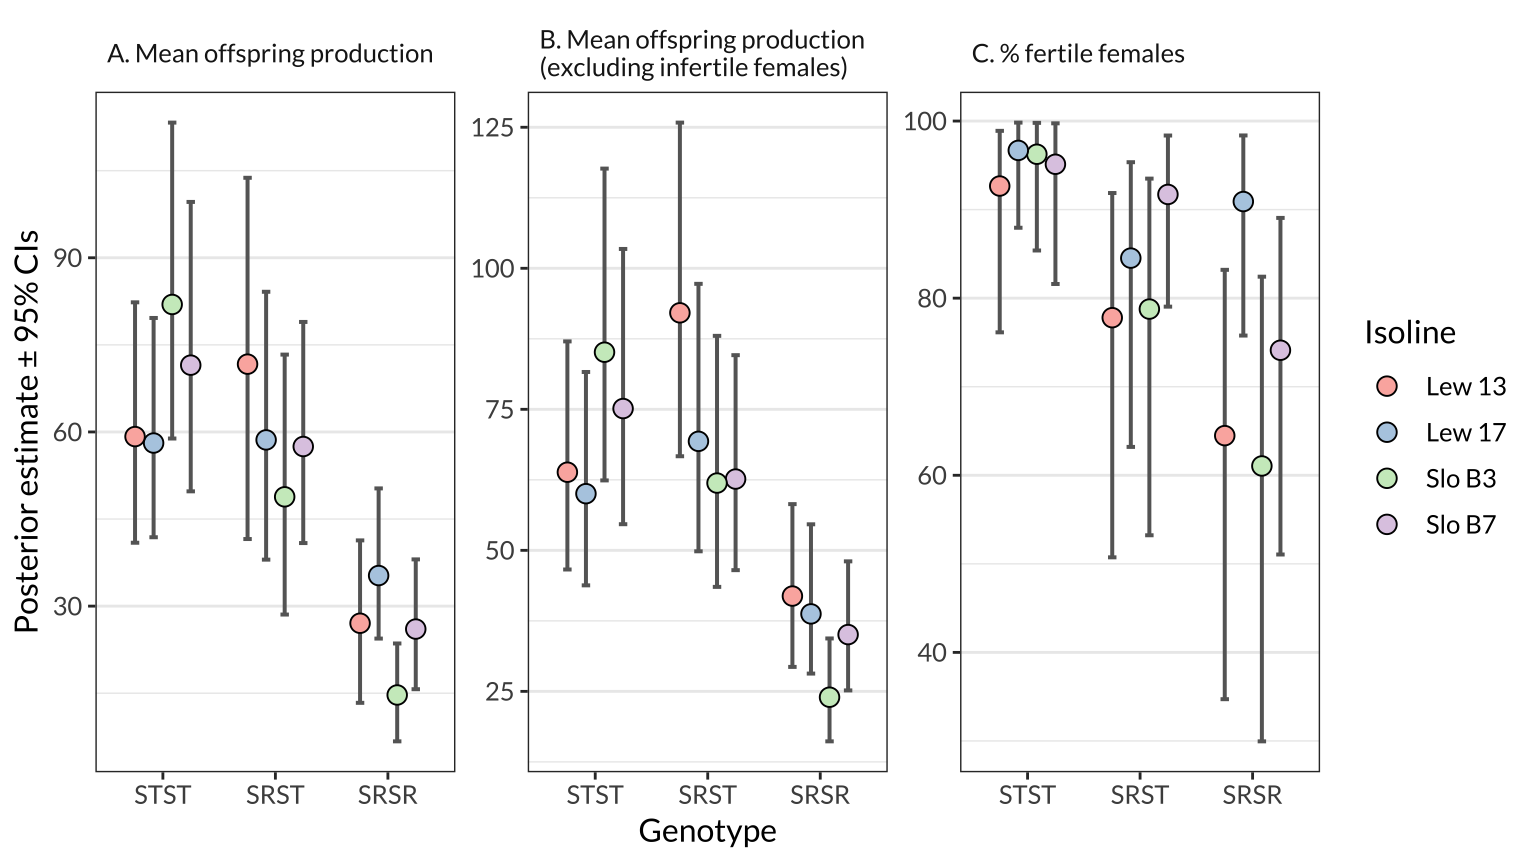 A. Mean offspring production
B. Mean offspring production
(excluding infertile females)
C. % fertile females
Posterior estimate ± 95% CIs
90
60
30
125
100
75
50
25
100
80
60
40
STST
SRST
SRSR
STST
SRST
SRSR
STST
SRST
SRSR
Genotype
Isoline
Lew 13
Lew 17
Slo B3
Slo B7